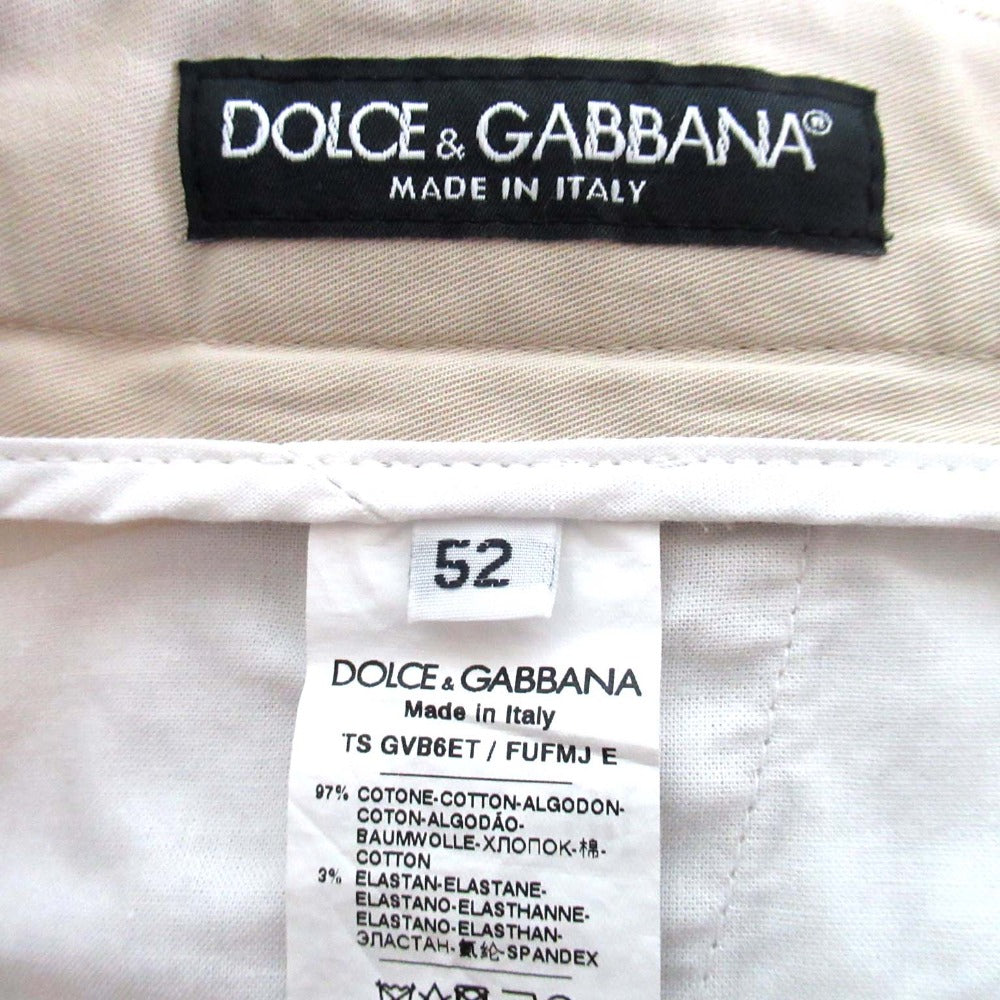 DOLCE & GABBANA®
MADE IN ITALY
52
DOLCE & GABBANA
Made in Italy
TS GVB6ET / FUFMJ E
97% COTONE-COTTON-ALGODON-
COTON-ALGODÃO-
BAUMWOLLE-ХЛОПОК-棉-
COTTON
3% ELASTAN-ELASTANE-
ELASTANO-ELASTHANNE-
ELASTANO-ELASTHAN-
ЭЛАСТАН-氨纶-SPANDEX